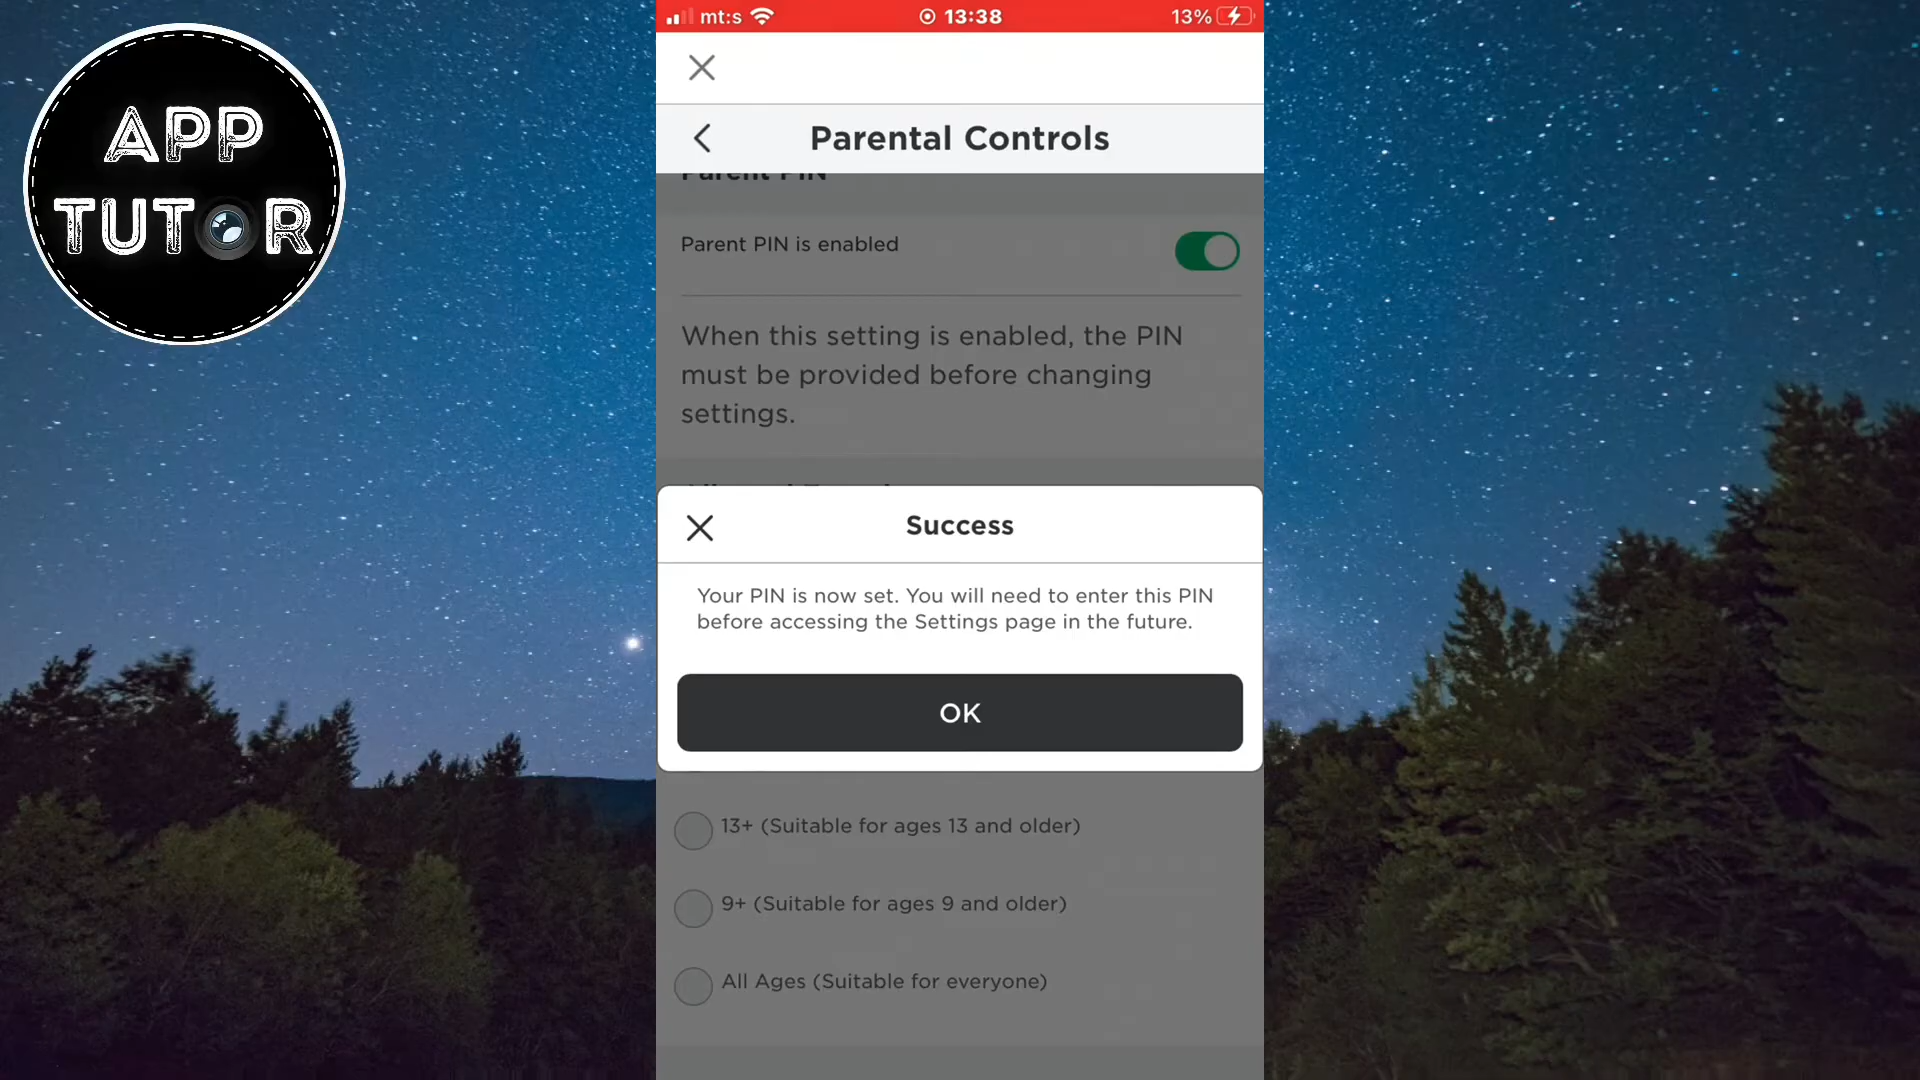 APP
TUTOR
mt:s 13:38 13%
Parental Controls
Parent PIN
Parent PIN is enabled
When this setting is enabled, the PIN
must be provided before changing
settings.
Success
Your PIN is now set. You will need to enter this PIN
before accessing the Settings page in the future.
OK
13+ (Suitable for ages 13 and older)
9+ (Suitable for ages 9 and older)
All Ages (Suitable for everyone)